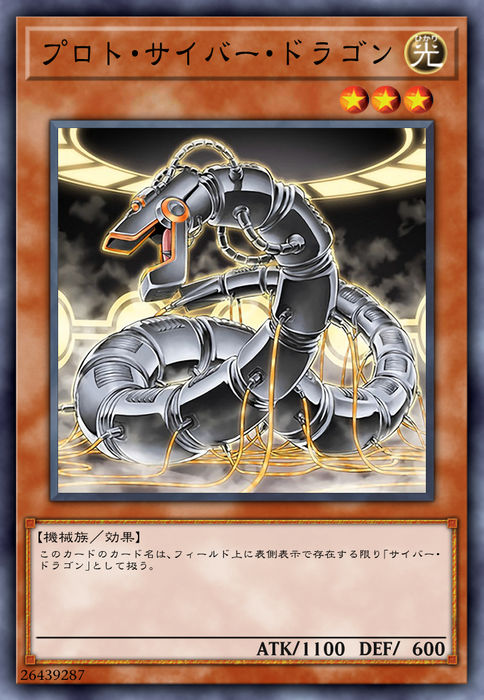 プロト・サイバー・ドラゴン
ひかり
光
【機械族／効果】
このカードのカード名は、フィールド上に表側表示で存在する限り「サイバー・
ドラゴン」として扱う。
ATK/1100 DEF/ 600
26439287